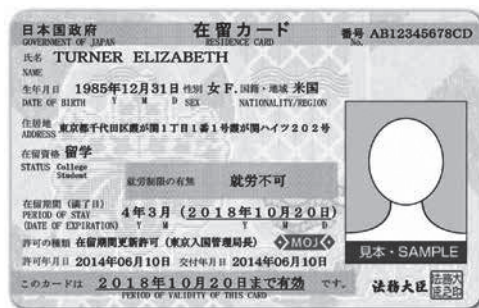 日本国政府 在留カード 番号 AB12345678CD
GOVERNMENT OF JAPAN RESIDENCE CARD No.
氏名 TURNER ELIZABETH
NAME
生年月日 1985年12月31日 性別 女 F. 国籍・地域 米国
DATE OF BIRTH Y M D SEX NATIONALITY/REGION
住居地 東京都千代田区霞が関1丁目1番1号霞が関ハイツ202号
ADDRESS
在留資格 留学
STATUS College
Student
就労制限の有無 就労不可
在留期間(満了日)
PERIOD OF STAY 4年3月(2018年10月20日)
(DATE OF EXPIRATION) Y M D
許可の種類 在留期間更新許可(東京入国管理局長) MOJ
見本・SAMPLE
許可年月日 2014年06月10日 交付年月日 2014年06月10日
このカードは 2018年10月20日まで有効 です。 法務大臣
PERIOD OF VALIDITY OF THIS CARD